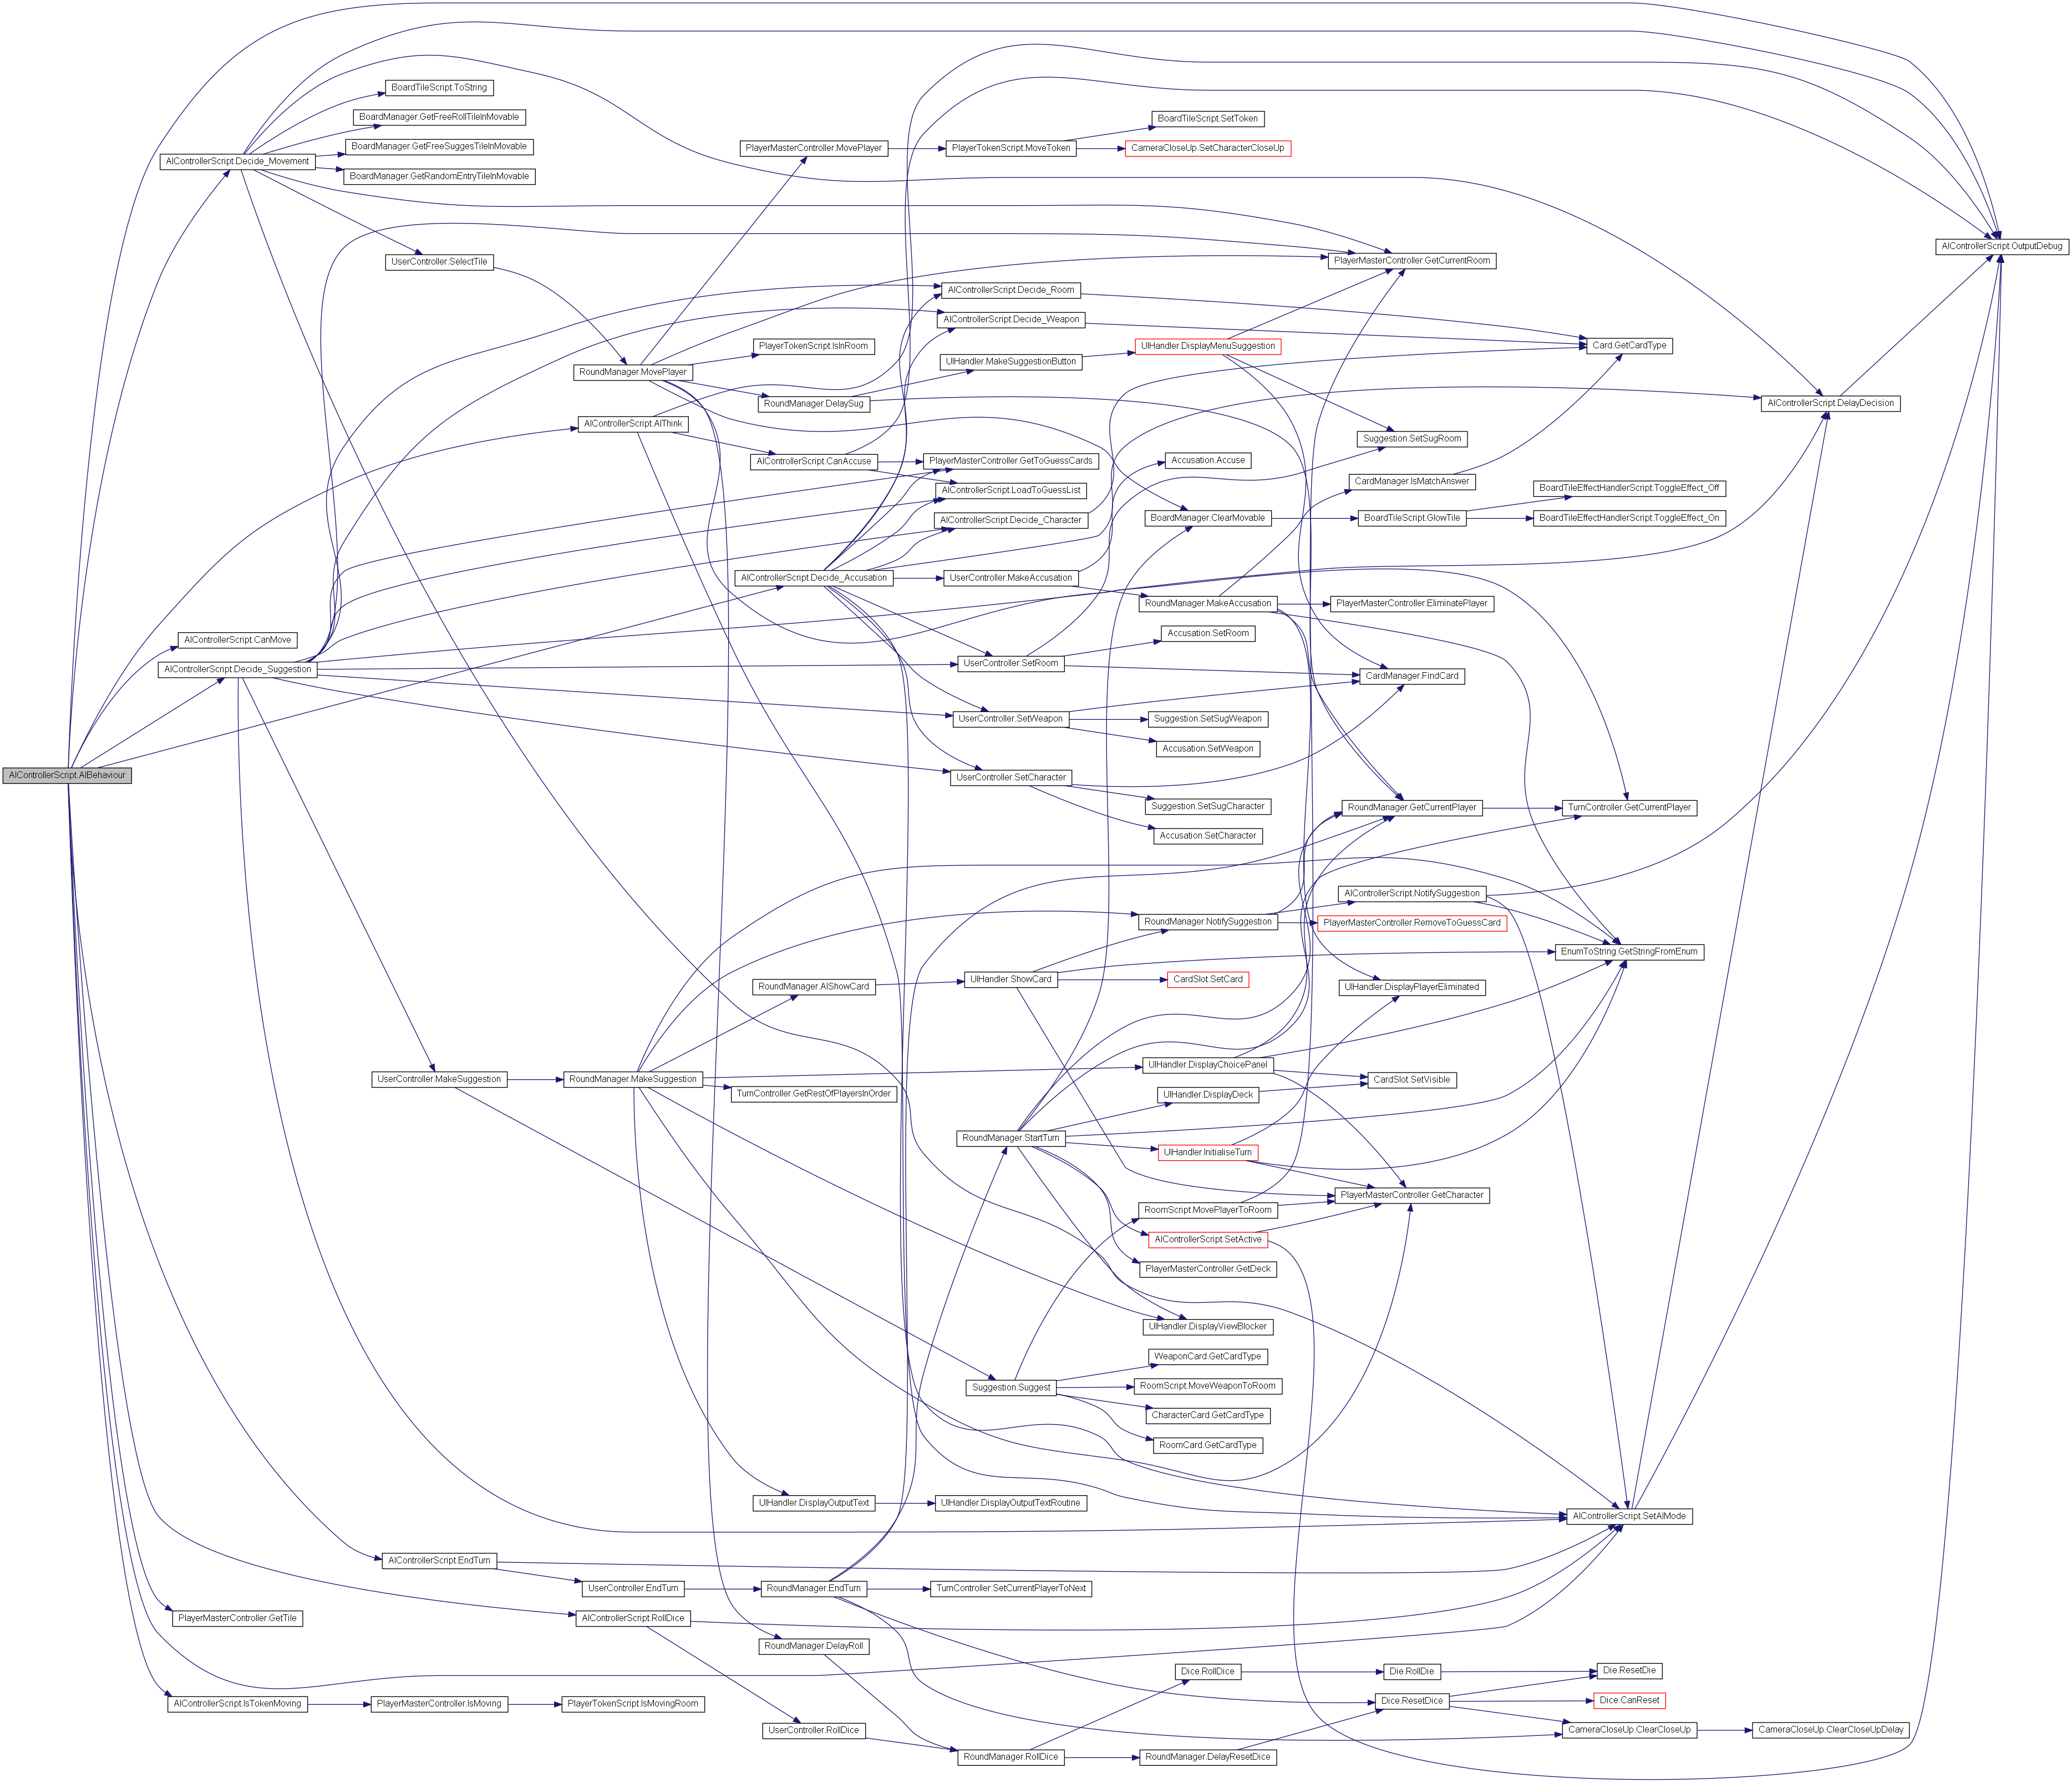 BoardTileScript.ToString
BoardManager.GetFreeRollTileInMovable
BoardTileScript.SetToken
BoardManager.GetFreeSuggesTileInMovable
PlayerMasterController.MovePlayer
PlayerTokenScript.MoveToken
CameraCloseUp.SetCharacterCloseUp
AIControllerScript.Decide_Movement
BoardManager.GetRandomEntryTileInMovable
AIControllerScript.OutputDebug
UserController.SelectTile
PlayerMasterController.GetCurrentRoom
AIControllerScript.Decide_Room
AIControllerScript.Decide_Weapon
PlayerTokenScript.IsInRoom
UIHandler.DisplayMenuSuggestion
Card.GetCardType
UIHandler.MakeSuggestionButton
RoundManager.MovePlayer
RoundManager.DelaySug
AIControllerScript.DelayDecision
AIControllerScript.AIThink
Suggestion.SetSugRoom
AIControllerScript.CanAccuse
PlayerMasterController.GetToGuessCards
Accusation.Accuse
CardManager.IsMatchAnswer
AIControllerScript.LoadToGuessList
BoardTileEffectHandlerScript.ToggleEffect_Off
AIControllerScript.Decide_Character
BoardManager.ClearMovable
BoardTileScript.GlowTile
BoardTileEffectHandlerScript.ToggleEffect_On
AIControllerScript.Decide_Accusation
UserController.MakeAccusation
RoundManager.MakeAccusation
PlayerMasterController.EliminatePlayer
AIControllerScript.CanMove
Accusation.SetRoom
AIControllerScript.Decide_Suggestion
UserController.SetRoom
CardManager.FindCard
UserController.SetWeapon
Suggestion.SetSugWeapon
Accusation.SetWeapon
AIControllerScript.AIBehaviour
UserController.SetCharacter
Suggestion.SetSugCharacter
RoundManager.GetCurrentPlayer
TurnController.GetCurrentPlayer
Accusation.SetCharacter
AIControllerScript.NotifySuggestion
RoundManager.NotifySuggestion
PlayerMasterController.RemoveToGuessCard
EnumToString.GetStringFromEnum
UIHandler.ShowCard
CardSlot.SetCard
RoundManager.AIShowCard
UIHandler.DisplayPlayerEliminated
UIHandler.DisplayChoicePanel
UserController.MakeSuggestion
RoundManager.MakeSuggestion
CardSlot.SetVisible
TurnController.GetRestOfPlayersInOrder
UIHandler.DisplayDeck
RoundManager.StartTurn
UIHandler.InitialiseTurn
PlayerMasterController.GetCharacter
RoomScript.MovePlayerToRoom
AIControllerScript.SetActive
PlayerMasterController.GetDeck
UIHandler.DisplayViewBlocker
WeaponCard.GetCardType
Suggestion.Suggest
RoomScript.MoveWeaponToRoom
CharacterCard.GetCardType
RoomCard.GetCardType
UIHandler.DisplayOutputText
UIHandler.DisplayOutputTextRoutine
AIControllerScript.SetAIMode
AIControllerScript.EndTurn
UserController.EndTurn
RoundManager.EndTurn
TurnController.SetCurrentPlayerToNext
PlayerMasterController.GetTile
AIControllerScript.RollDice
RoundManager.DelayRoll
Dice.RollDice
Die.RollDie
Die.ResetDie
AIControllerScript.IsTokenMoving
PlayerMasterController.IsMoving
PlayerTokenScript.IsMovingRoom
Dice.ResetDice
Dice.CanReset
UserController.RollDice
CameraCloseUp.ClearCloseUp
CameraCloseUp.ClearCloseUpDelay
RoundManager.RollDice
RoundManager.DelayResetDice